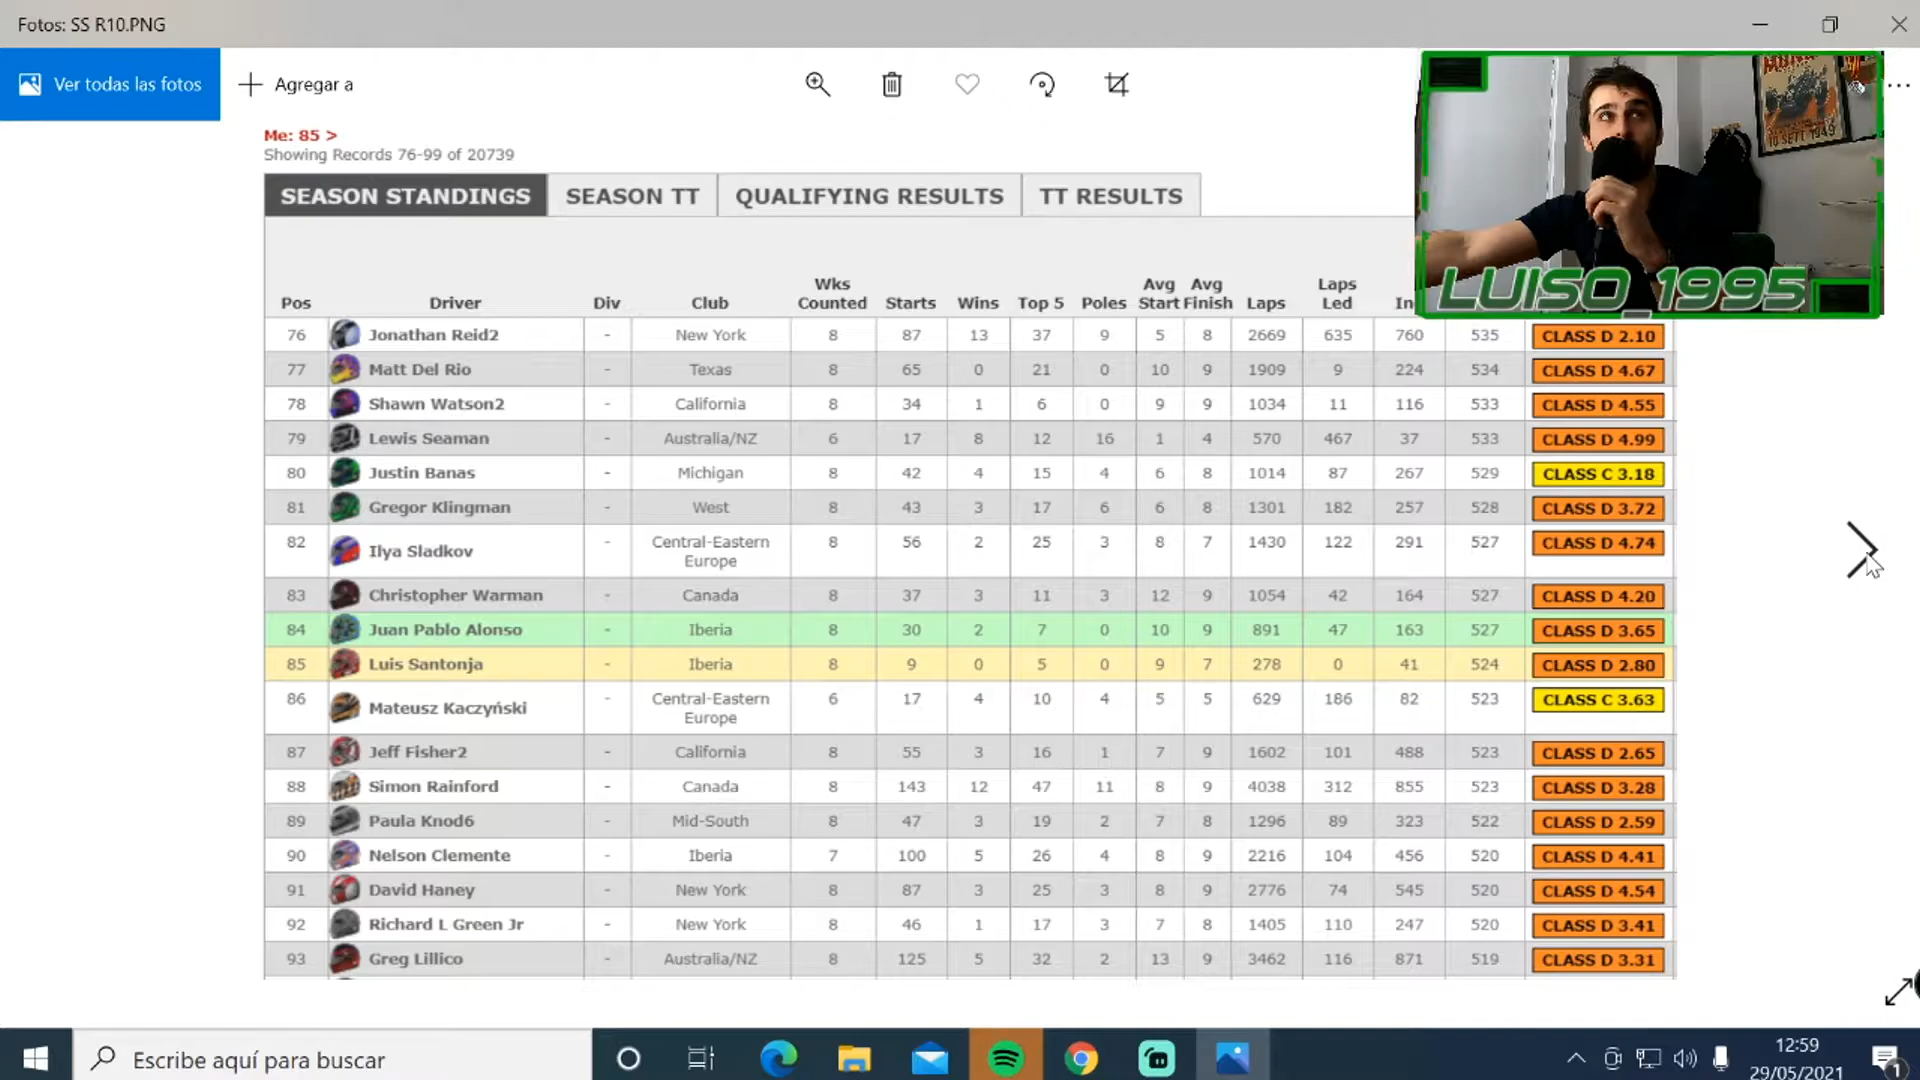 Fotos: SS R10.PNG
Ver todas las fotos
Agregar a
Me: 85 >
Showing Records 76-99 of 20739
SEASON STANDINGS SEASON TT QUALIFYING RESULTS TT RESULTS
Pos Driver Div Club Wks Counted Starts Wins Top 5 Poles Avg Start Avg Finish Laps Laps Led
76 Jonathan Reid2 - New York 8 87 13 37 9 5 8 2669 635 760 535 CLASS D 2.10
77 Matt Del Rio - Texas 8 65 0 21 0 10 9 1909 9 224 534 CLASS D 4.67
78 Shawn Watson2 - California 8 34 1 6 0 9 9 1034 11 116 533 CLASS D 4.55
79 Lewis Seaman - Australia/NZ 6 17 8 12 16 1 4 570 467 37 533 CLASS D 4.99
80 Justin Banas - Michigan 8 42 4 15 4 6 8 1014 87 267 529 CLASS C 3.18
81 Gregor Klingman - West 8 43 3 17 6 6 8 1301 182 257 528 CLASS D 3.72
82 Ilya Sladkov - Central-Eastern Europe 8 56 2 25 3 8 7 1430 122 291 527 CLASS D 4.74
83 Christopher Warman - Canada 8 37 3 11 3 12 9 1054 42 164 527 CLASS D 4.20
84 Juan Pablo Alonso - Iberia 8 30 2 7 0 10 9 891 47 163 527 CLASS D 3.65
85 Luis Santonja - Iberia 8 9 0 5 0 9 7 278 0 41 524 CLASS D 2.80
86 Mateusz Kaczyński - Central-Eastern Europe 6 17 4 10 4 5 5 629 186 82 523 CLASS C 3.63
87 Jeff Fisher2 - California 8 55 3 16 1 7 9 1602 101 488 523 CLASS D 2.65
88 Simon Rainford - Canada 8 143 12 47 11 8 9 4038 312 855 523 CLASS D 3.28
89 Paula Knod6 - Mid-South 8 47 3 19 2 7 8 1296 89 323 522 CLASS D 2.59
90 Nelson Clemente - Iberia 7 100 5 26 4 8 9 2216 104 456 520 CLASS D 4.41
91 David Haney - New York 8 87 3 25 3 8 9 2776 74 545 520 CLASS D 4.54
92 Richard L Green Jr - New York 8 46 1 17 3 7 8 1405 110 247 520 CLASS D 3.41
93 Greg Lillico - Australia/NZ 8 125 5 32 2 13 9 3462 116 871 519 CLASS D 3.31
10 SETT 1949
LUISO_1995
Escribe aquí para buscar
12:59
29/05/2021
1